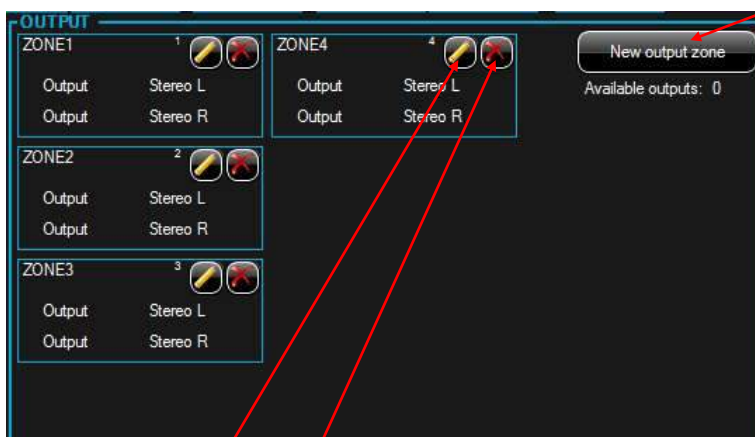 OUTPUT
ZONE1 1
Output Stereo L
Output Stereo R
ZONE2 2
Output Stereo L
Output Stereo R
ZONE3 3
Output Stereo L
Output Stereo R
ZONE4 4
Output Stereo L
Output Stereo R
New output zone
Available outputs: 0